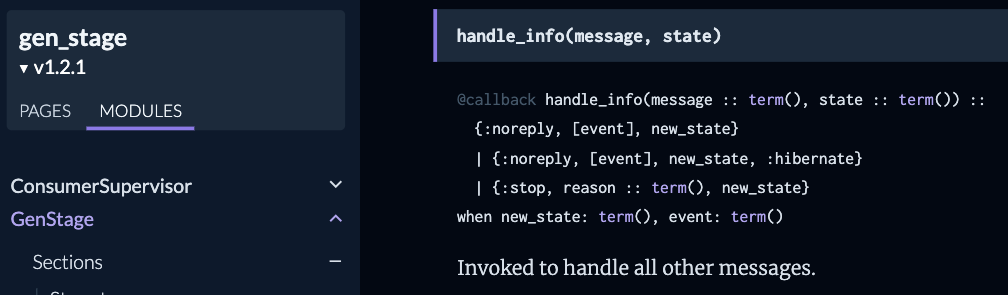 gen_stage
▾ v1.2.1
PAGES MODULES
ConsumerSupervisor
GenStage
Sections
handle_info(message, state)
@callback handle_info(message :: term(), state :: term()) ::
{:noreply, [event], new_state}
| {:noreply, [event], new_state, :hibernate}
| {:stop, reason :: term(), new_state}
when new_state: term(), event: term()
Invoked to handle all other messages.